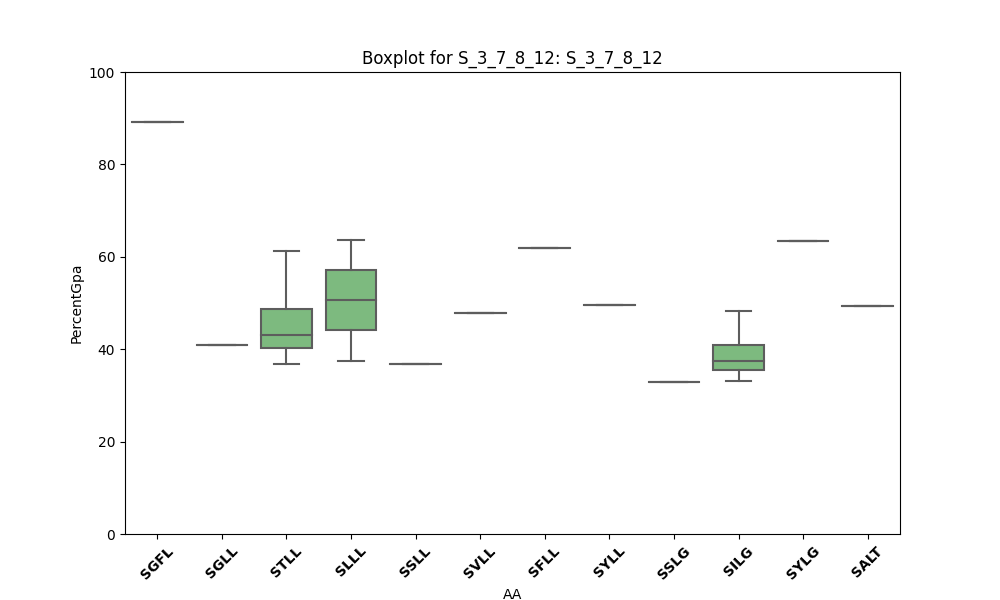 Boxplot for S_3_7_8_12: S_3_7_8_12
100
80
60
40
20
0
PercentGpa
SGFL
SGLL
STLL
SLLL
SSLL
SVLL
SFLL
SYLL
SSLG
SILG
SYLG
SALT
AA